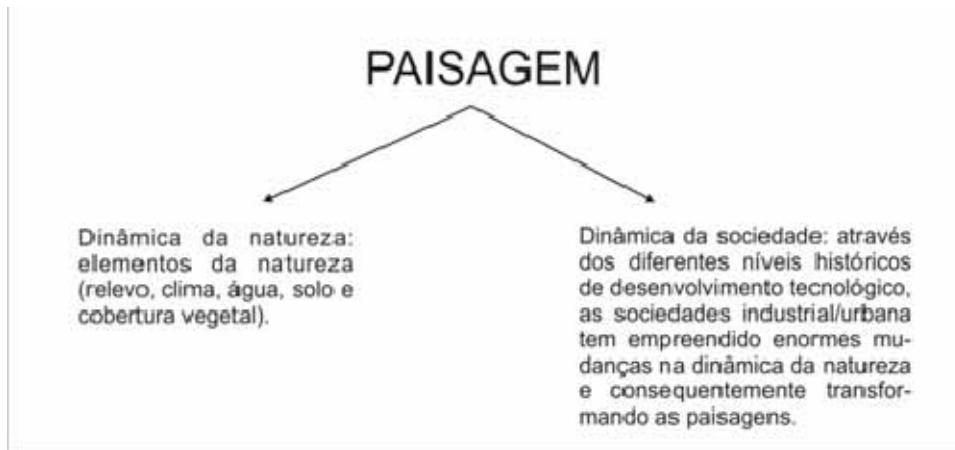 PAISAGEM
Dinâmica da natureza:
elementos da natureza
(relevo, clima, água, solo e
cobertura vegetal).
Dinâmica da sociedade: através
dos diferentes níveis históricos
de desenvolvimento tecnológico,
as sociedades industrial/urbana
tem empreendido enormes mu-
danças na dinâmica da natureza
e consequentemente transfor-
mando as paisagens.